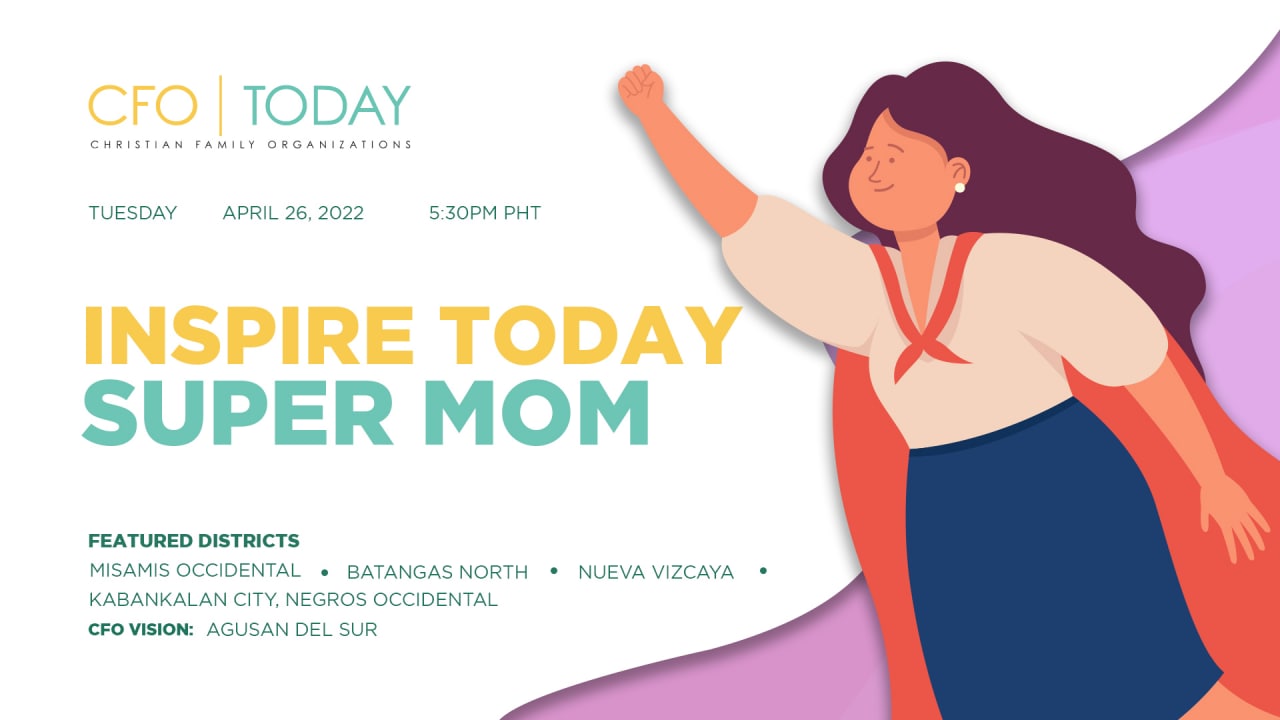 CFO | TODAY
CHRISTIAN FAMILY ORGANIZATIONS
TUESDAY APRIL 26, 2022 5:30PM PHT
INSPIRE TODAY
SUPER MOM
FEATURED DISTRICTS
MISAMIS OCCIDENTAL • BATANGAS NORTH • NUEVA VIZCAYA •
KABANKALAN CITY, NEGROS OCCIDENTAL
CFO VISION: AGUSAN DEL SUR